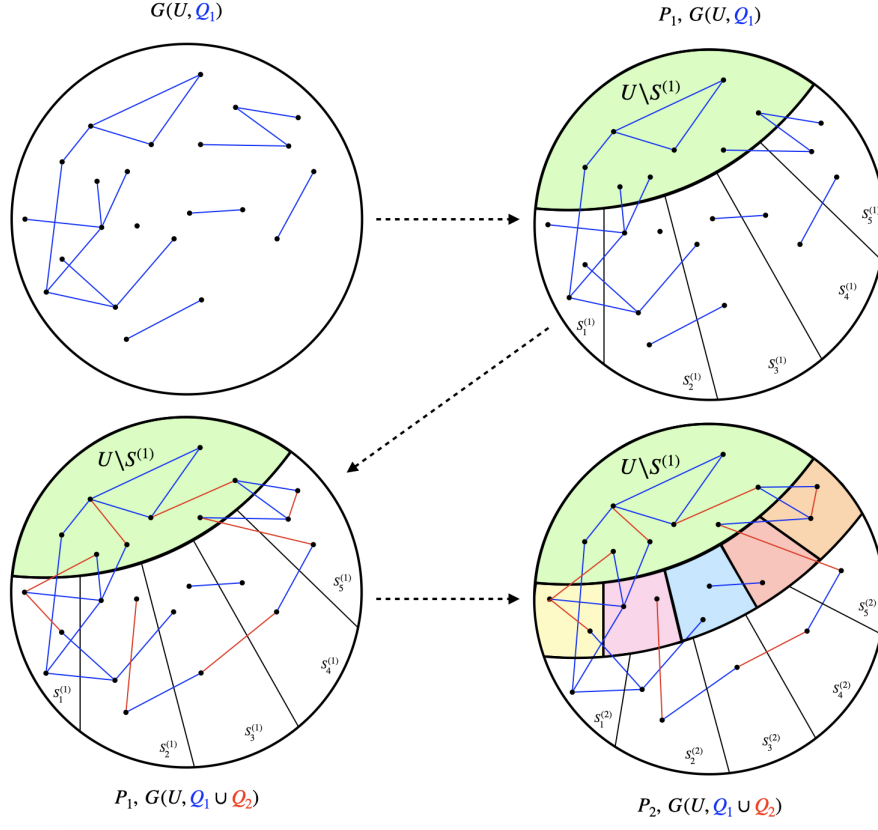 G(U, Q₁)
P₁, G(U, Q₁)
U\S⁽¹⁾
S₅⁽¹⁾
S₄⁽¹⁾
S₁⁽¹⁾
S₃⁽¹⁾
S₂⁽¹⁾
U\S⁽¹⁾
S₅⁽¹⁾
S₄⁽¹⁾
S₁⁽¹⁾
S₃⁽¹⁾
S₂⁽¹⁾
P₁, G(U, Q₁ ∪ Q₂)
U\S⁽¹⁾
S₅⁽²⁾
S₄⁽²⁾
S₁⁽²⁾
S₃⁽²⁾
S₂⁽²⁾
P₂, G(U, Q₁ ∪ Q₂)